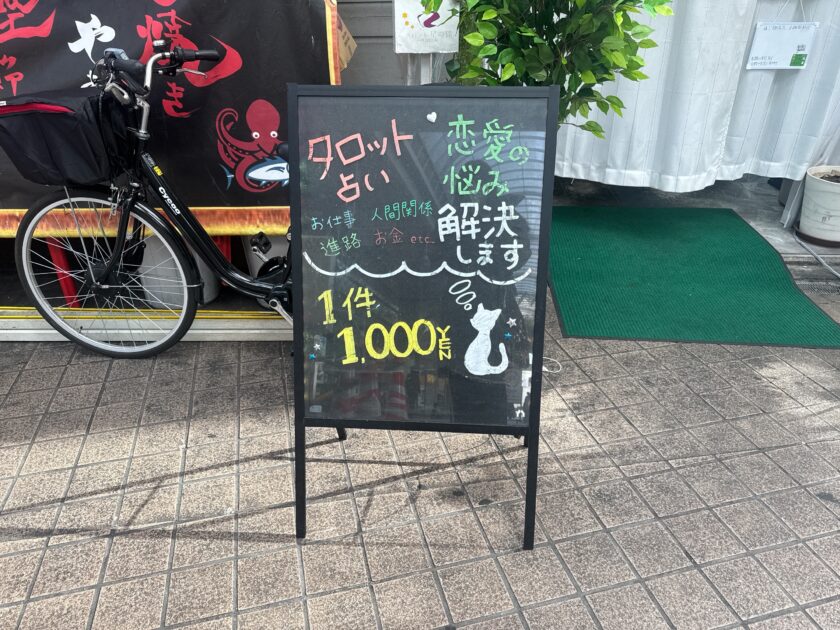 タロット
占い
恋愛の
悩み
解決
します
お仕事 人間関係
進路 お金 etc...
1件
1,000YEN